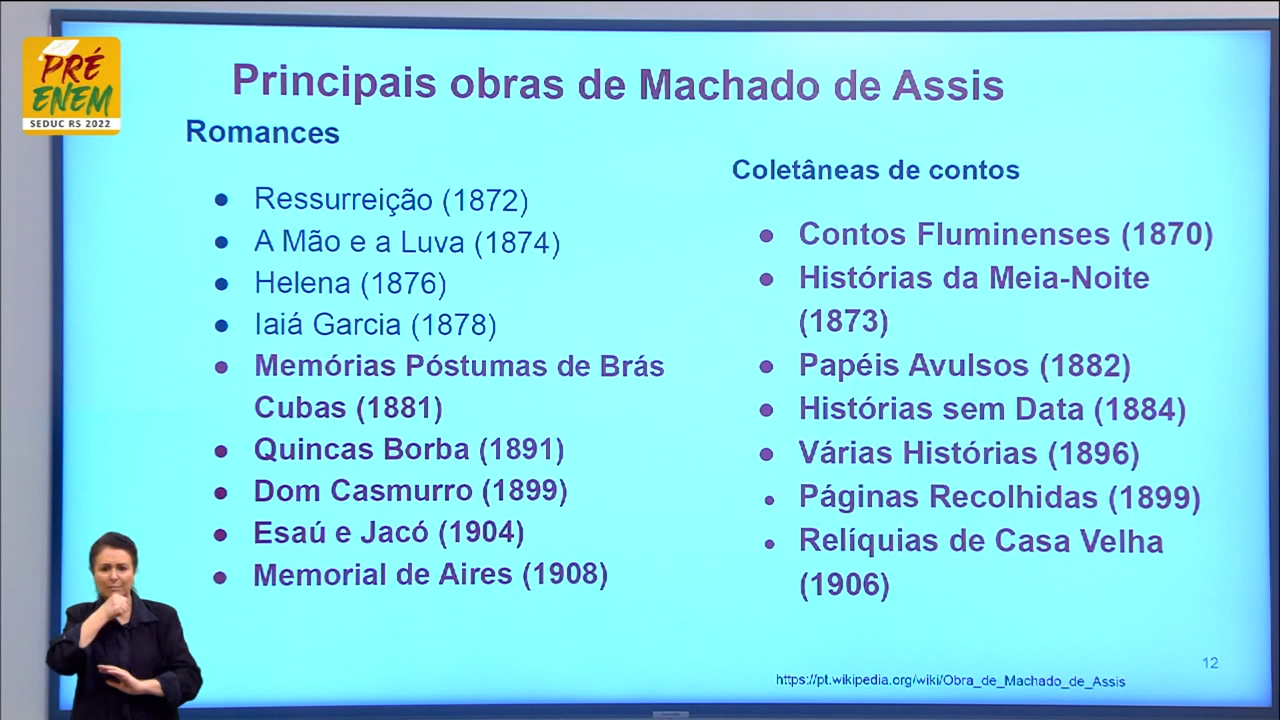 PRÉ
ENEM
SEDUC RS 2022
Principais obras de Machado de Assis
Romances
● Ressurreição (1872)
● A Mão e a Luva (1874)
● Helena (1876)
● Iaiá Garcia (1878)
● Memórias Póstumas de Brás
Cubas (1881)
● Quincas Borba (1891)
● Dom Casmurro (1899)
● Esaú e Jacó (1904)
● Memorial de Aires (1908)
Coletâneas de contos
● Contos Fluminenses (1870)
● Histórias da Meia-Noite
(1873)
● Papéis Avulsos (1882)
● Histórias sem Data (1884)
● Várias Histórias (1896)
● Páginas Recolhidas (1899)
● Relíquias de Casa Velha
(1906)
12
https://pt.wikipedia.org/wiki/Obra_de_Machado_de_Assis